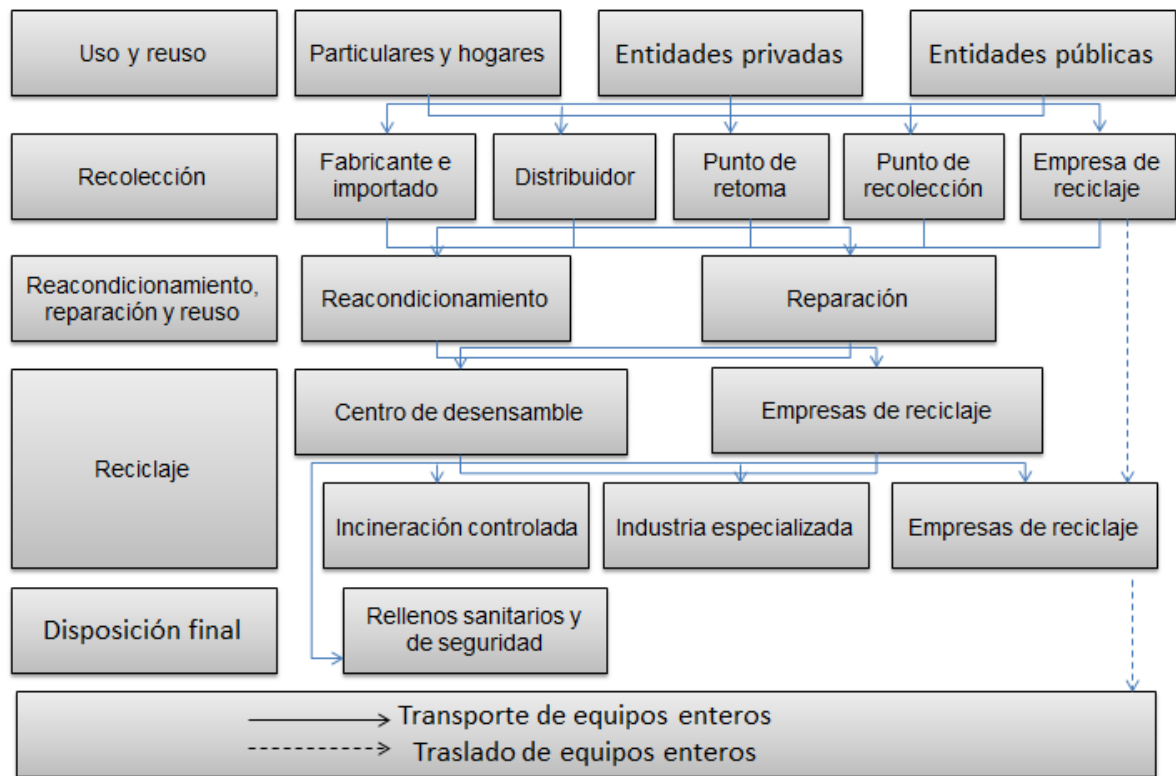 Uso y reuso
Particulares y hogares
Entidades privadas
Entidades públicas
Recolección
Fabricante e
importado
Distribuidor
Punto de
retoma
Punto de
recolección
Empresa de
reciclaje
Reacondicionamiento,
reparación y reuso
Reacondicionamiento
Reparación
Reciclaje
Centro de desensamble
Empresas de reciclaje
Incineración controlada
Industria especializada
Empresas de reciclaje
Disposición final
Rellenos sanitarios y
de seguridad
Transporte de equipos enteros
Traslado de equipos enteros